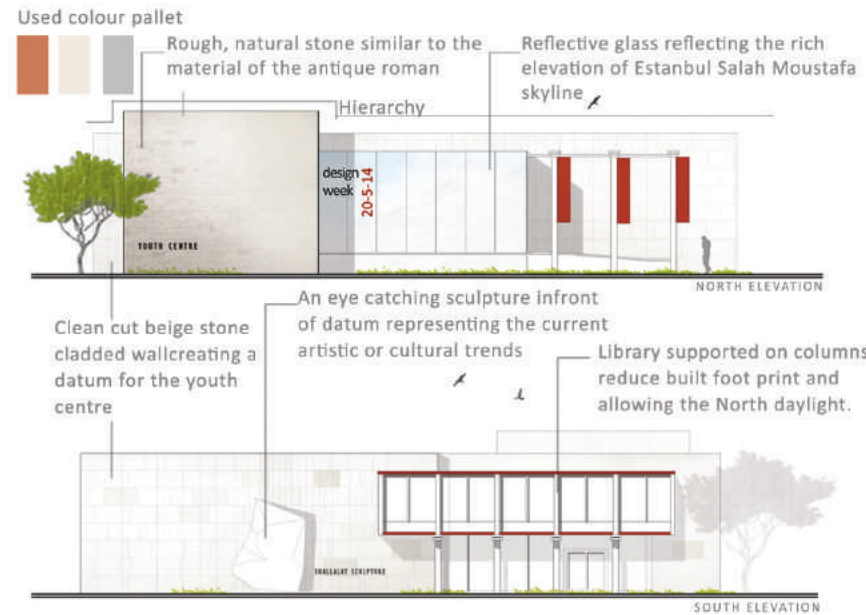 Used colour pallet
Rough, natural stone similar to the
material of the antique roman
Reflective glass reflecting the rich
elevation of Estanbul Salah Moustafa
skyline
Hierarchy
design
week
20-5-14
YOUTH CENTRE
NORTH ELEVATION
Clean cut beige stone
cladded wallcreating a
datum for the youth
centre
An eye catching sculpture infront
of datum representing the current
artistic or cultural trends
Library supported on columns
reduce built foot print and
allowing the North daylight.
SHALLALAT SCULPTURE
SOUTH ELEVATION